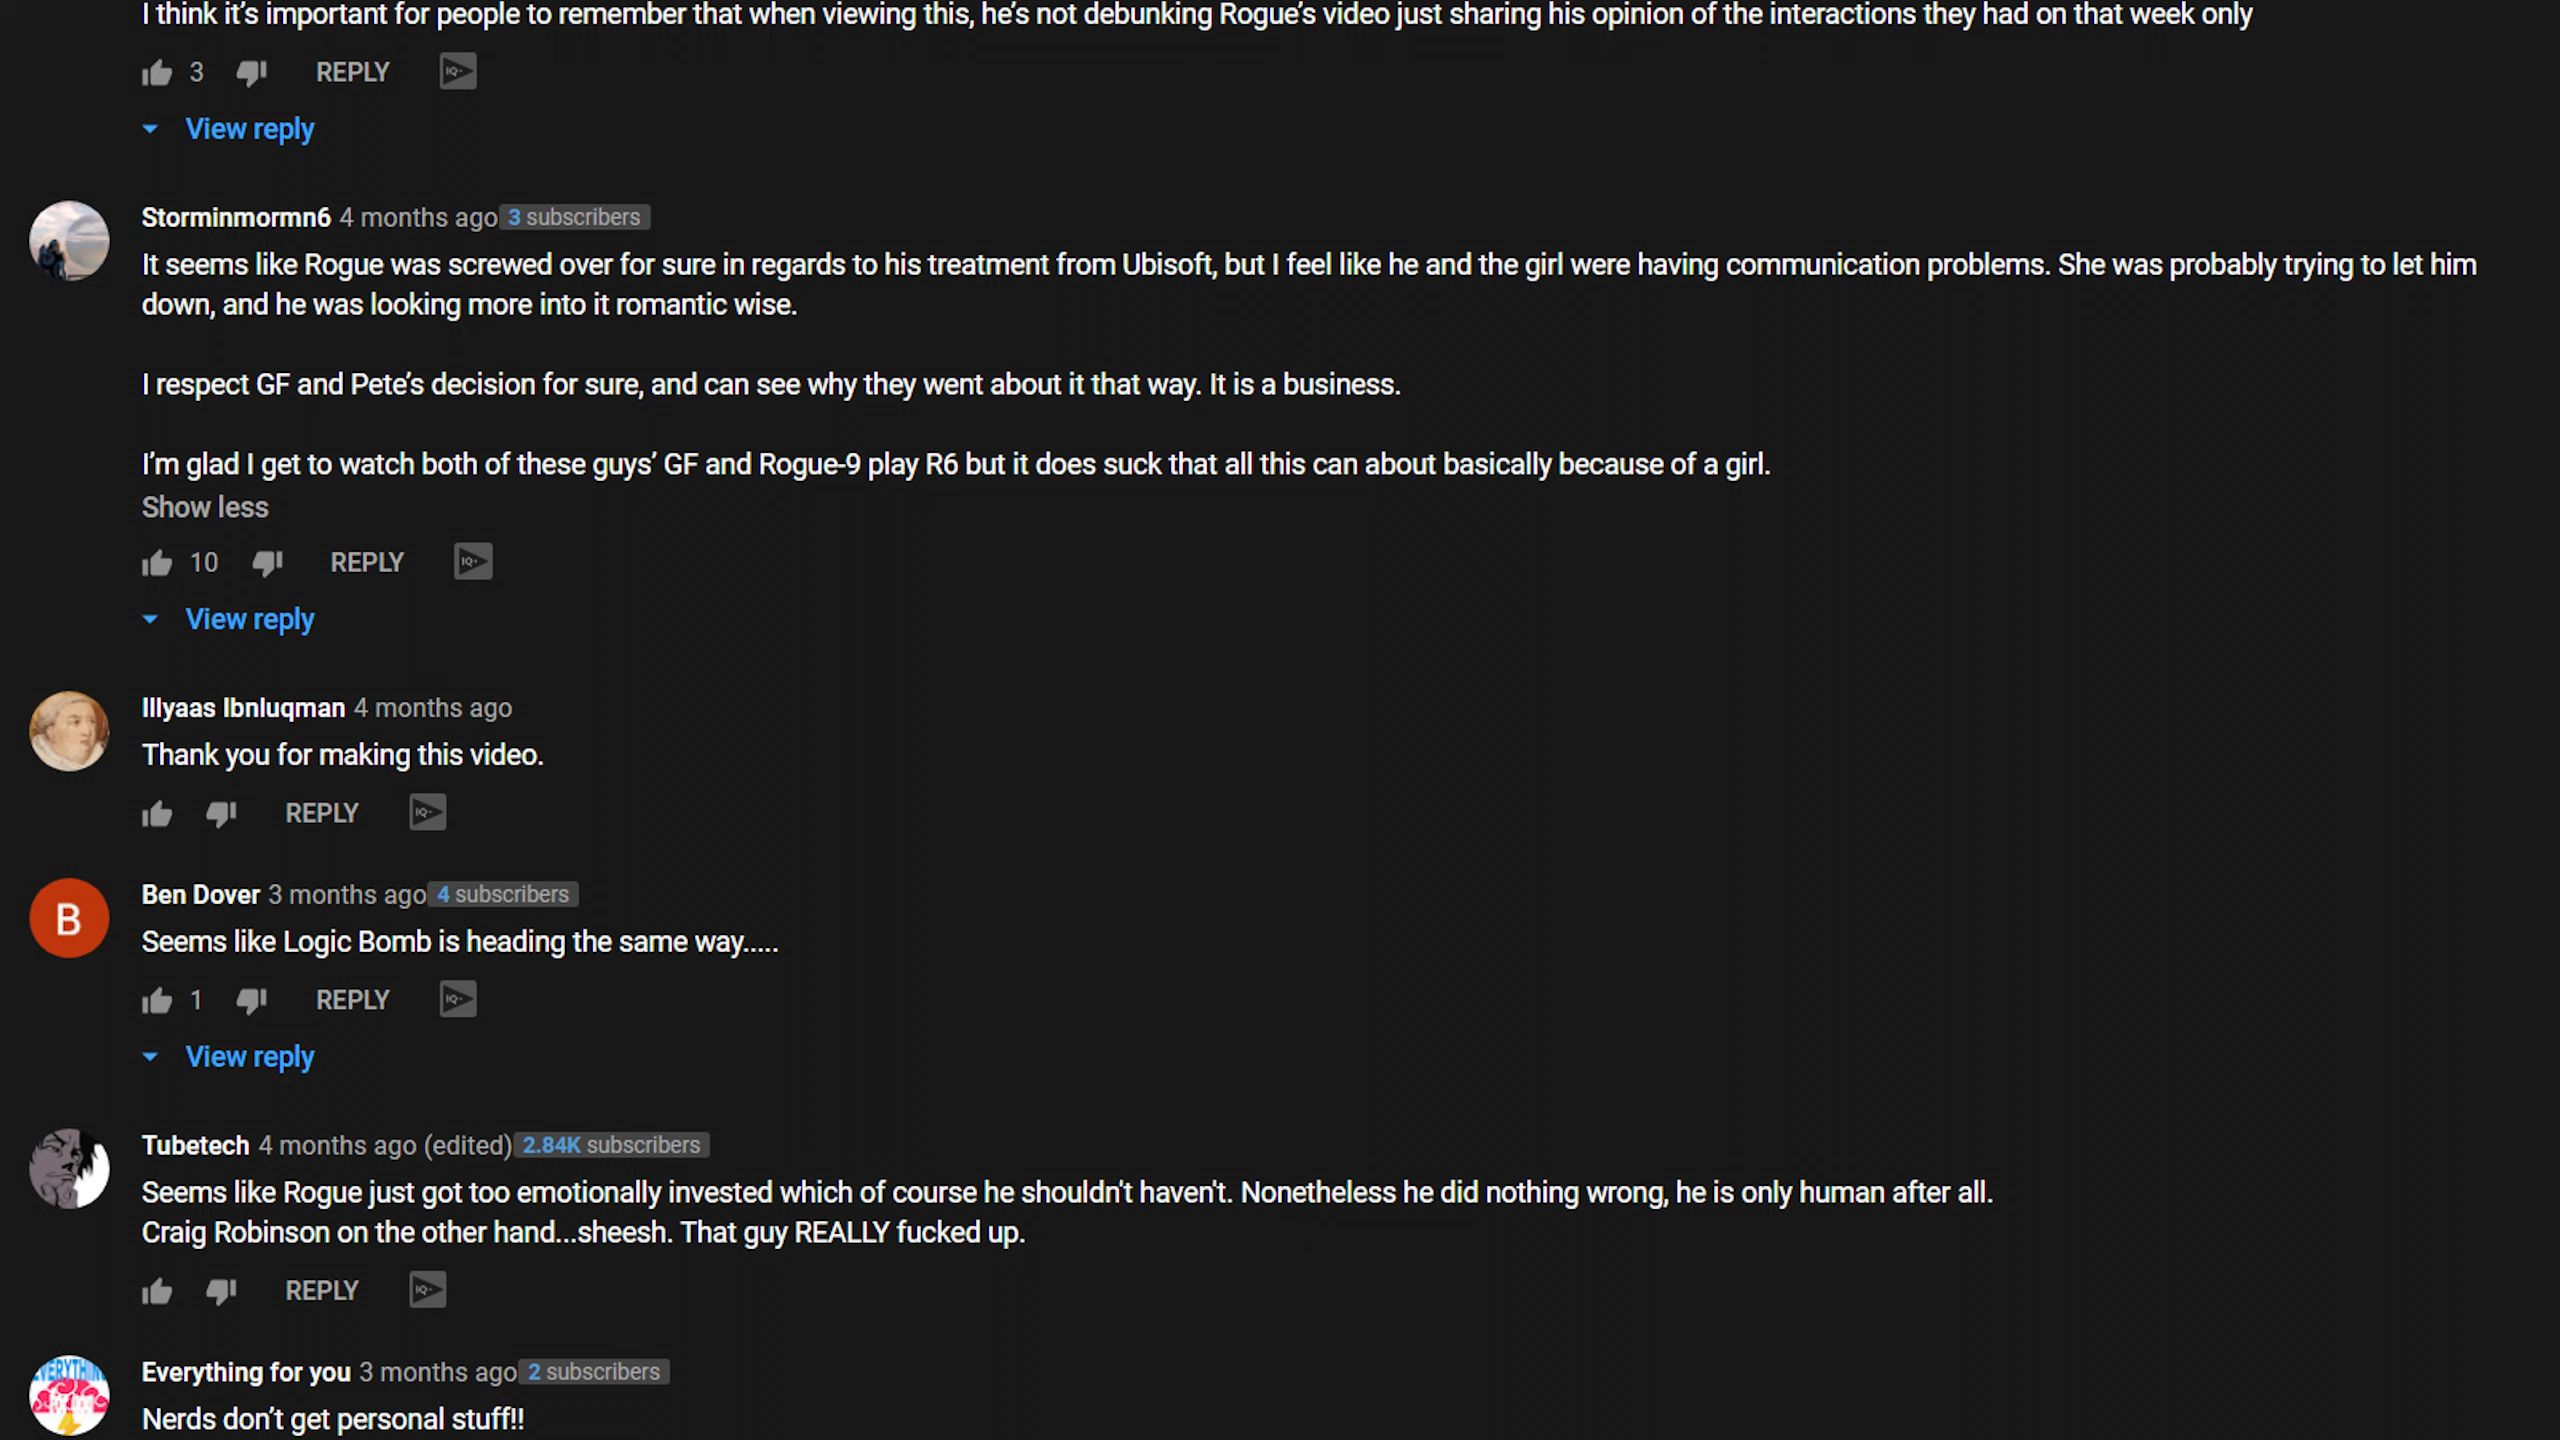 I think it’s important for people to remember that when viewing this, he’s not debunking Rogue’s video just sharing his opinion of the interactions they had on that week only
3 REPLY
View reply
Storminmormn6 4 months ago 3 subscribers
It seems like Rogue was screwed over for sure in regards to his treatment from Ubisoft, but I feel like he and the girl were having communication problems. She was probably trying to let him
down, and he was looking more into it romantic wise.
I respect GF and Pete’s decision for sure, and can see why they went about it that way. It is a business.
I’m glad I get to watch both of these guys’ GF and Rogue-9 play R6 but it does suck that all this can about basically because of a girl.
Show less
10 REPLY IQ+
View reply
Illyaas Ibnluqman 4 months ago
Thank you for making this video.
REPLY
B
Ben Dover 3 months ago 4 subscribers
Seems like Logic Bomb is heading the same way.....
1 REPLY
View reply
Tubetech 4 months ago (edited) 2.84K subscribers
Seems like Rogue just got too emotionally invested which of course he shouldn't haven't. Nonetheless he did nothing wrong, he is only human after all.
Craig Robinson on the other hand...sheesh. That guy REALLY fucked up.
REPLY
Everything for you 3 months ago 2 subscribers
Nerds don’t get personal stuff!!